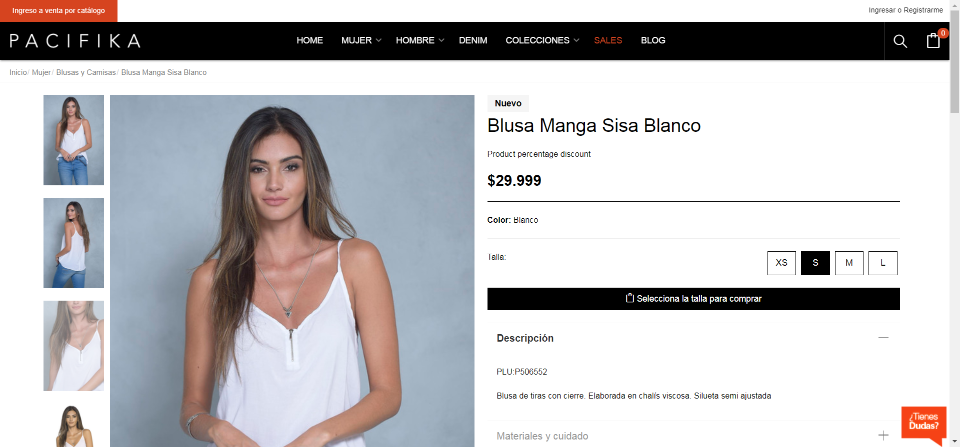 Ingreso a venta por catálogo
Ingresar o Registrarme
PACIFIKA
HOME MUJER HOMBRE DENIM COLECCIONES SALES BLOG
0
Inicio/ Mujer/ Blusas y Camisas/ Blusa Manga Sisa Blanco
Nuevo
Blusa Manga Sisa Blanco
Product percentage discount
$29.999
Color: Blanco
Talla: XS S M L
Selecciona la talla para comprar
Descripción
PLU:P506552
Blusa de tiras con cierre. Elaborada en chalís viscosa. Silueta semi ajustada
Materiales y cuidado
¿Tienes
Dudas?